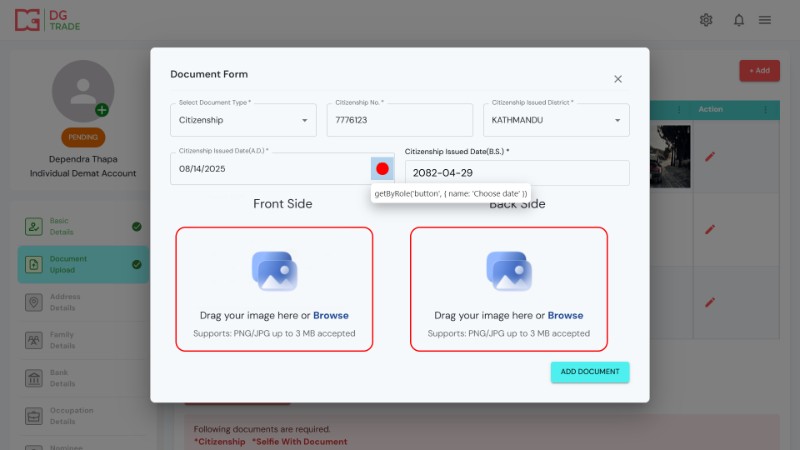 DG
TRADE
Document Form
+ Add
Select Document Type *
Citizenship
Citizenship No. *
7776123
Citizenship Issued District *
KATHMANDU
Action
PENDING
Dependra Thapa
Individual Demat Account
Citizenship Issued Date(A.D.) *
08/14/2025
Citizenship Issued Date(B.S.) *
2082-04-29
getByRole('button', { name: 'Choose date' })
Front Side
Back Side
Basic
Details
Document
Upload
Address
Details
Family
Details
Bank
Details
Occupation
Details
Nominee
Drag your image here or Browse
Supports: PNG/JPG up to 3 MB accepted
Drag your image here or Browse
Supports: PNG/JPG up to 3 MB accepted
ADD DOCUMENT
Following documents are required.
*Citizenship *Selfie With Document